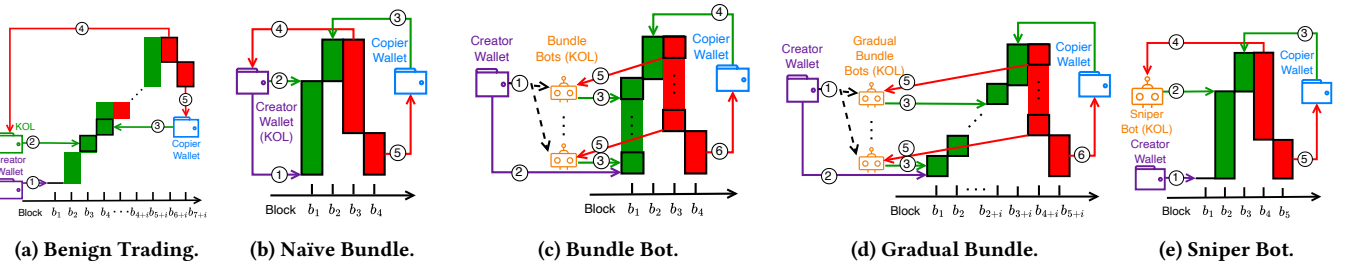 ④
KOL
②
③
Creator
Wallet
①
⑤
Copier
Wallet
Block b₁ b₂ b₃ b₄ ··· b₄₊ᵢ b₅₊ᵢ b₆₊ᵢ b₇₊ᵢ
(a) Benign Trading.
③
④
Copier
Wallet
Creator
Wallet
②
Creator
Wallet
(KOL)
⑤
①
Block b₁ b₂ b₃ b₄
(b) Naïve Bundle.
④
Creator
Wallet
Bundle
Bots (KOL)
Copier
Wallet
①
⑤
③
⑤
③
⑥
②
Block b₁ b₂ b₃ b₄
(c) Bundle Bot.
④
Creator
Wallet
Gradual
Bundle
Bots (KOL)
Copier
Wallet
①
⑤
③
⑤
③
⑥
②
Block b₁ b₂ ··· b₂₊ᵢ b₃₊ᵢ b₄₊ᵢ b₅₊ᵢ
(d) Gradual Bundle.
③
④
Copier
Wallet
②
Sniper
Bot (KOL)
Creator
Wallet
⑤
①
Block b₁ b₂ b₃ b₄ b₅
(e) Sniper Bot.